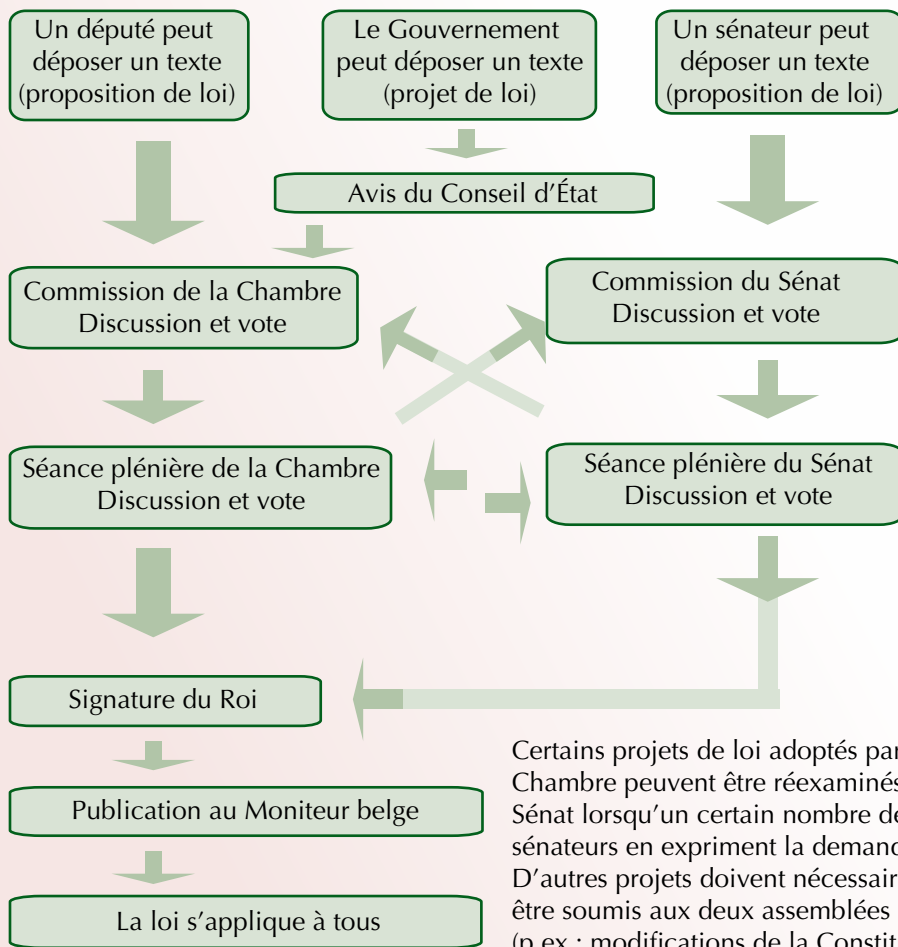 Un député peut
déposer un texte
(proposition de loi)
Le Gouvernement
peut déposer un texte
(projet de loi)
Un sénateur peut
déposer un texte
(proposition de loi)
Avis du Conseil d’État
Commission de la Chambre
Discussion et vote
Commission du Sénat
Discussion et vote
Séance plénière de la Chambre
Discussion et vote
Séance plénière du Sénat
Discussion et vote
Signature du Roi
Publication au Moniteur belge
La loi s’applique à tous
Certains projets de loi adoptés par
Chambre peuvent être réexaminés
Sénat lorsqu’un certain nombre de
sénateurs en expriment la
D’autres projets doivent
être soumis aux deux assemblées
(p.ex : modifications de la